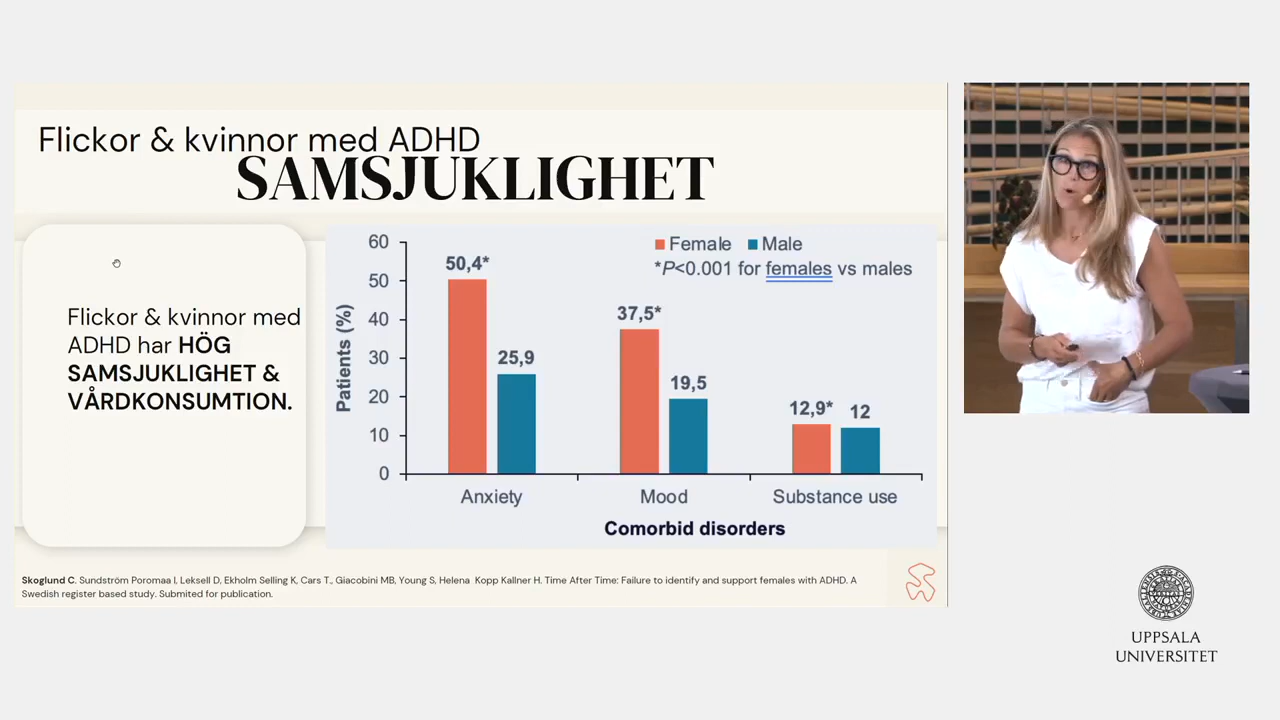 Flickor & kvinnor med ADHD
SAMSJUKLIGHET
Flickor & kvinnor med
ADHD har HÖG
SAMSJUKLIGHET &
VÅRDKONSUMTION.
Female Male
*P<0.001 for females vs males
Patients (%)
60
50
40
30
20
10
0
50,4*
25,9
37,5*
19,5
12,9*
12
Anxiety Mood Substance use
Comorbid disorders
Skoglund C. Sundström Poromaa I, Leksell D, Ekholm Selling K, Cars T., Giacobini MB, Young S, Helena Kopp Kallner H. Time After Time: Failure to identify and support females with ADHD. A
Swedish register based study. Submited for publication.
UPPSALA
UNIVERSITET